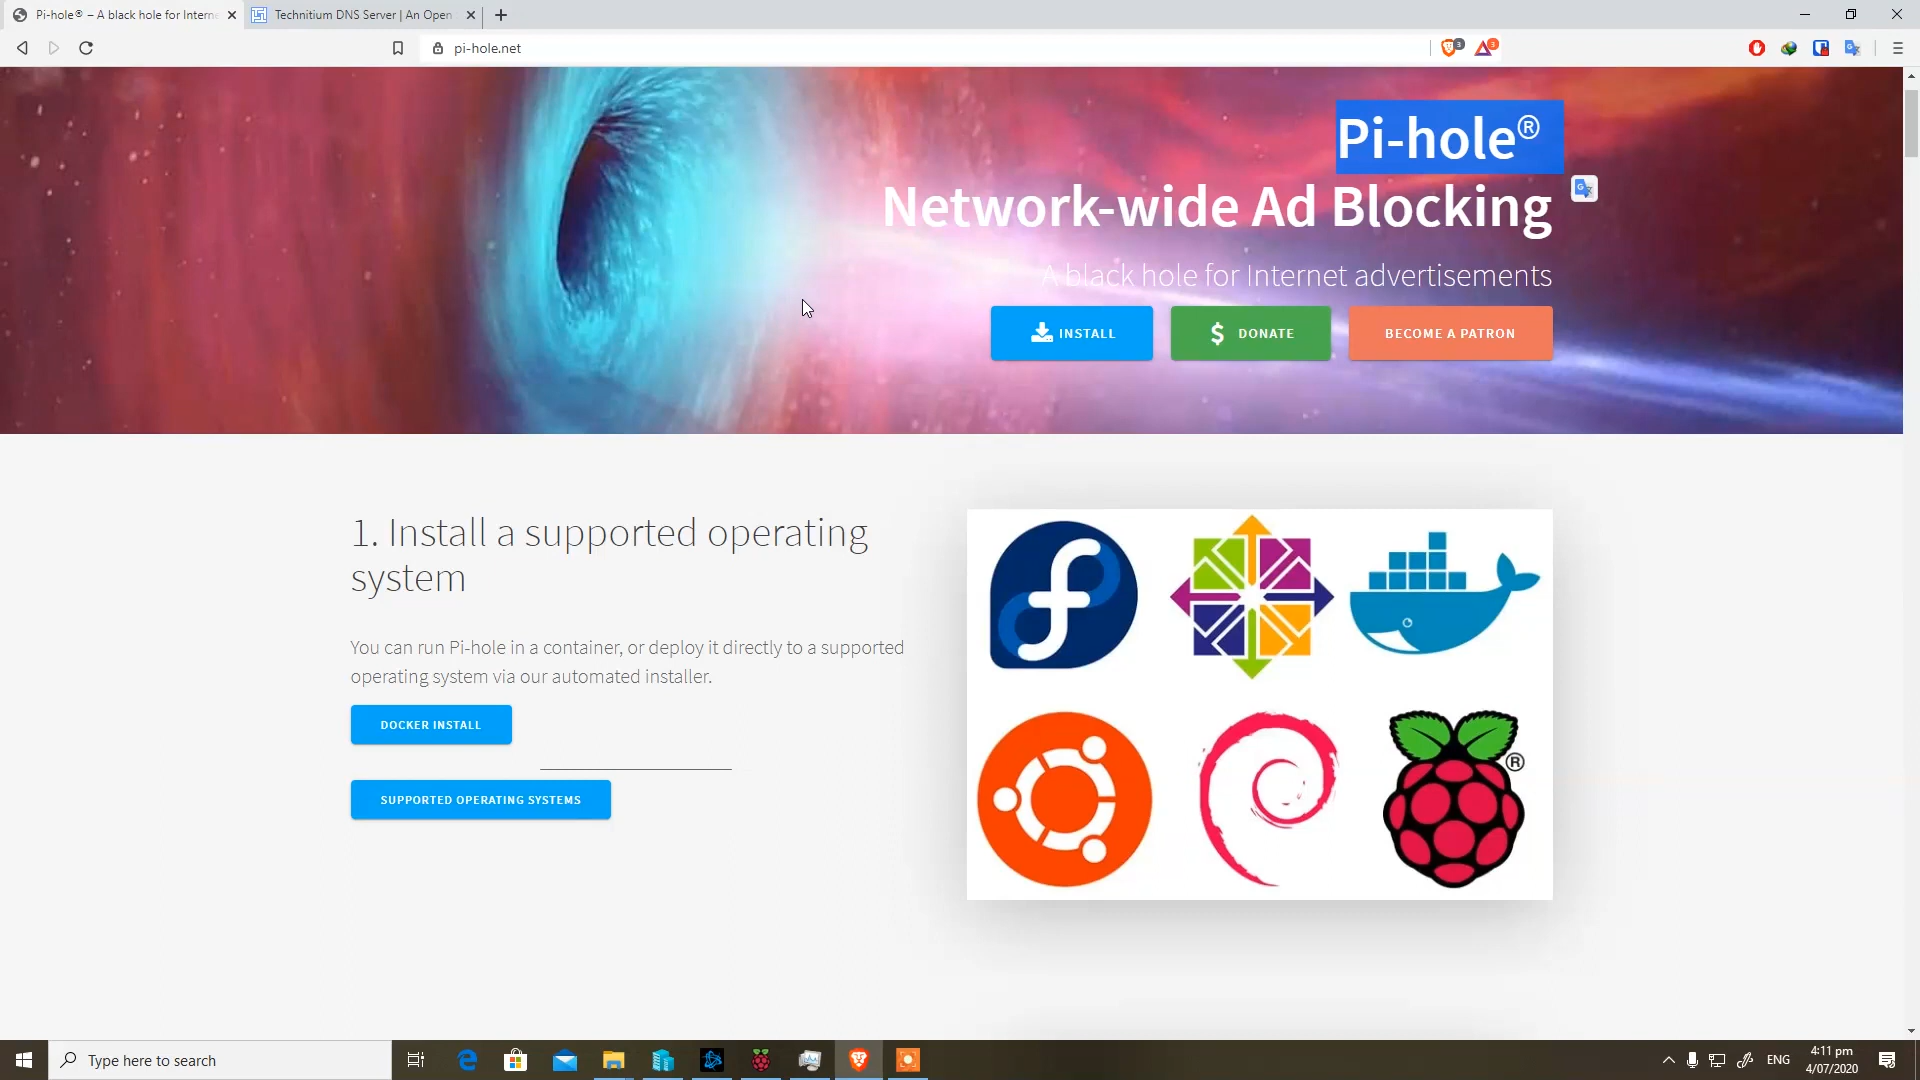 Pi-hole® – A black hole for Interne
Technitium DNS Server | An Open
pi-hole.net
3
3
Pi-hole®
Network-wide Ad Blocking
A black hole for Internet advertisements
INSTALL
$ DONATE
BECOME A PATRON
1. Install a supported operating
system
You can run Pi-hole in a container, or deploy it directly to a supported
operating system via our automated installer.
DOCKER INSTALL
SUPPORTED OPERATING SYSTEMS
®
Type here to search
ENG
4:11 pm
4/07/2020